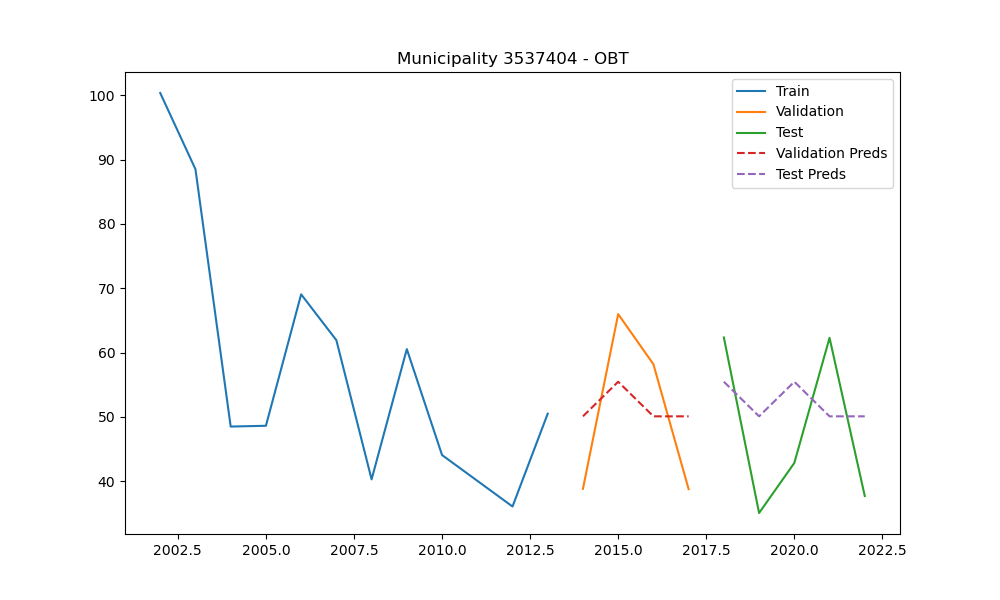 Municipality 3537404 - OBT
100
90
80
70
60
50
40
2002.5
2005.0
2007.5
2010.0
2012.5
2015.0
2017.5
2020.0
2022.5
Train
Validation
Test
Validation Preds
Test Preds